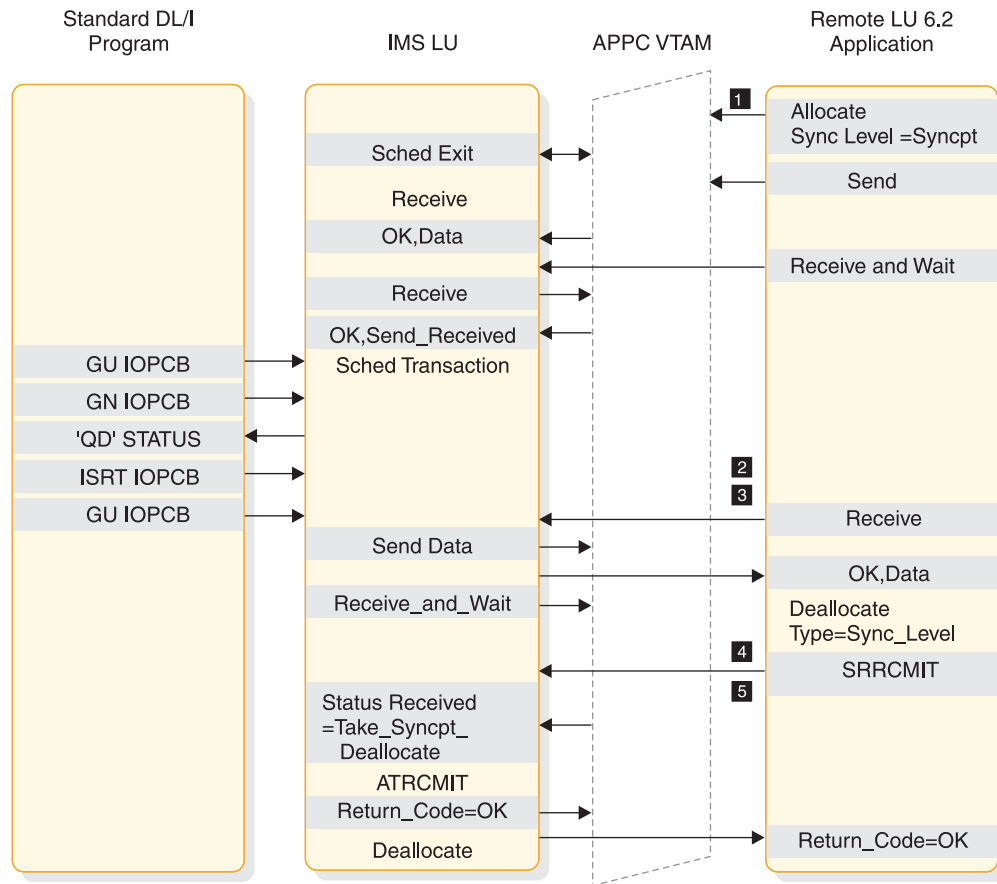 Standard DL/I
Program
IMS LU
APPC VTAM
Remote LU 6.2
Application
1
Allocate
Sync Level =Syncpt
Sched Exit
Send
Receive
OK,Data
Receive and Wait
Receive
OK,Send_Received
GU IOPCB
Sched Transaction
GN IOPCB
'QD' STATUS
ISRT IOPCB
2
3
GU IOPCB
Receive
Send Data
OK,Data
Receive_and_Wait
Deallocate
Type=Sync_Level
4
SRRCMIT
5
Status Received
=Take_Syncpt_
Deallocate
ATRCMIT
Return_Code=OK
Return_Code=OK
Deallocate